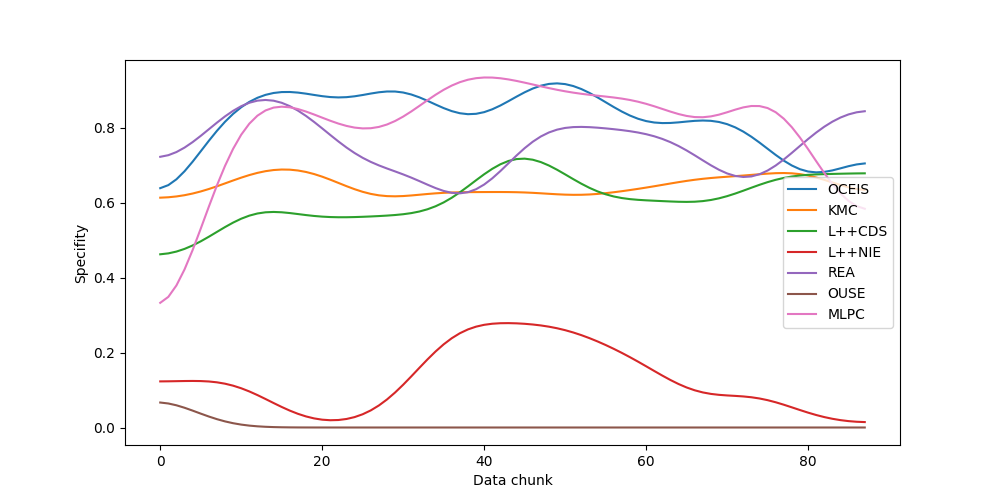 Specifity
0.8
0.6
0.4
0.2
0.0
0 20 40 60 80
Data chunk
OCEIS
KMC
L++CDS
L++NIE
REA
OUSE
MLPC